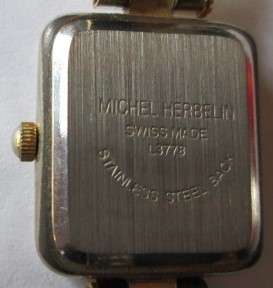 MICHEL HERBELIN
SWISS MADE
L3778
STAINLESS STEEL BACK